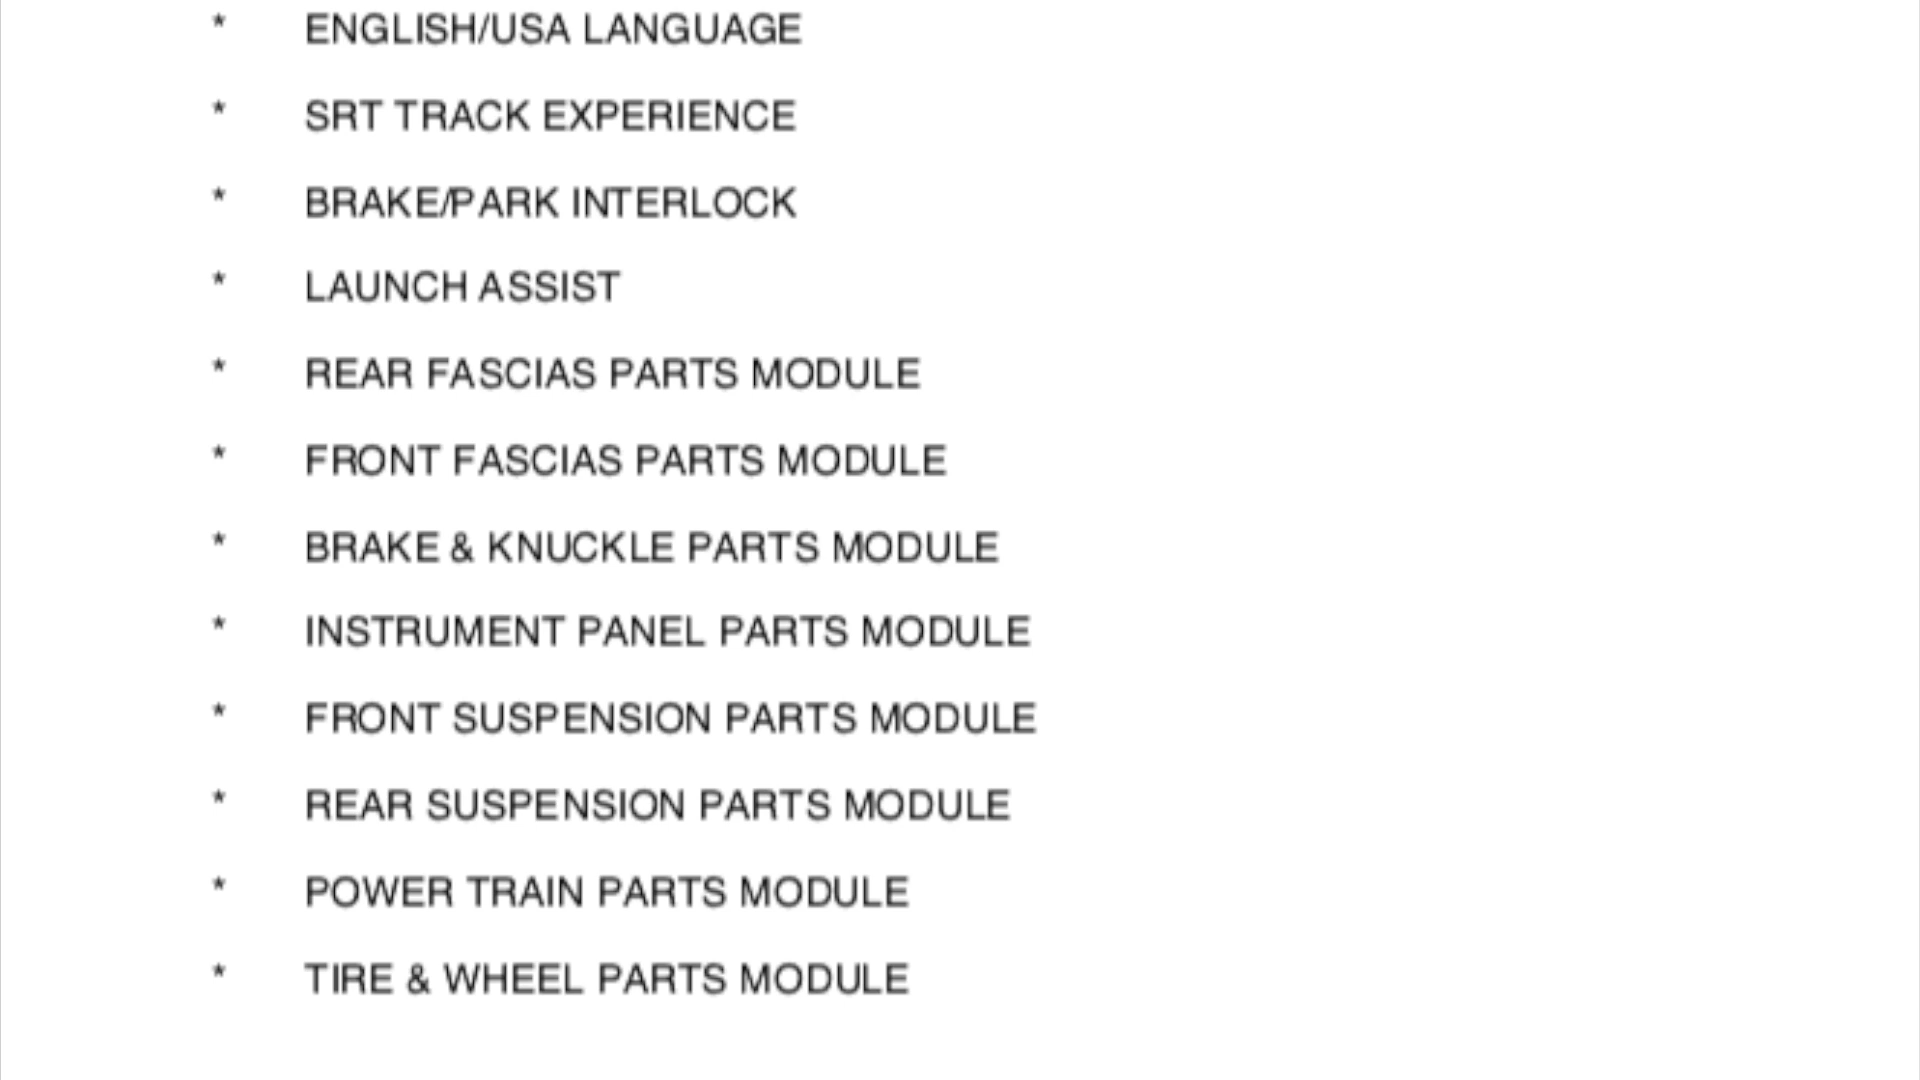 * ENGLISH/USA LANGUAGE
* SRT TRACK EXPERIENCE
* BRAKE/PARK INTERLOCK
* LAUNCH ASSIST
* REAR FASCIAS PARTS MODULE
* FRONT FASCIAS PARTS MODULE
* BRAKE & KNUCKLE PARTS MODULE
* INSTRUMENT PANEL PARTS MODULE
* FRONT SUSPENSION PARTS MODULE
* REAR SUSPENSION PARTS MODULE
* POWER TRAIN PARTS MODULE
* TIRE & WHEEL PARTS MODULE